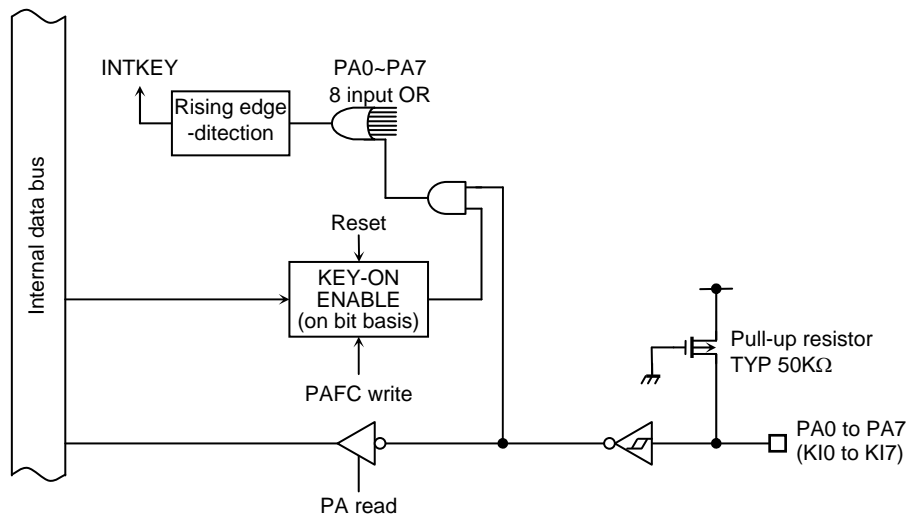 INTKEY
PA0~PA7
8 input OR
Rising edge
-ditection
Internal data bus
Reset
KEY-ON
ENABLE
(on bit basis)
PAFC write
Pull-up resistor
TYP 50KΩ
PA0 to PA7
(KI0 to KI7)
PA read